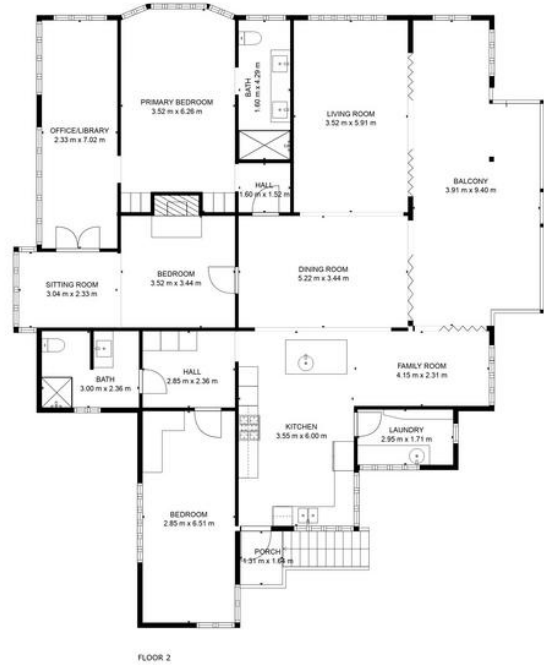 PRIMARY BEDROOM
3.52 m x 6.26 m
BATH
1.60 m x 4.29 m
LIVING ROOM
3.52 m x 5.91 m
OFFICE/LIBRARY
2.33 m x 7.02 m
BALCONY
3.91 m x 9.40 m
HALL
1.60 m x 1.52 m
BEDROOM
3.52 m x 3.44 m
DINING ROOM
5.22 m x 3.44 m
SITTING ROOM
3.04 m x 2.33 m
FAMILY ROOM
4.15 m x 2.31 m
HALL
2.85 m x 2.36 m
BATH
3.00 m x 2.36 m
KITCHEN
3.55 m x 6.00 m
LAUNDRY
2.95 m x 1.71 m
BEDROOM
2.85 m x 6.51 m
PORCH
1.31 m x 1.64 m
FLOOR 2